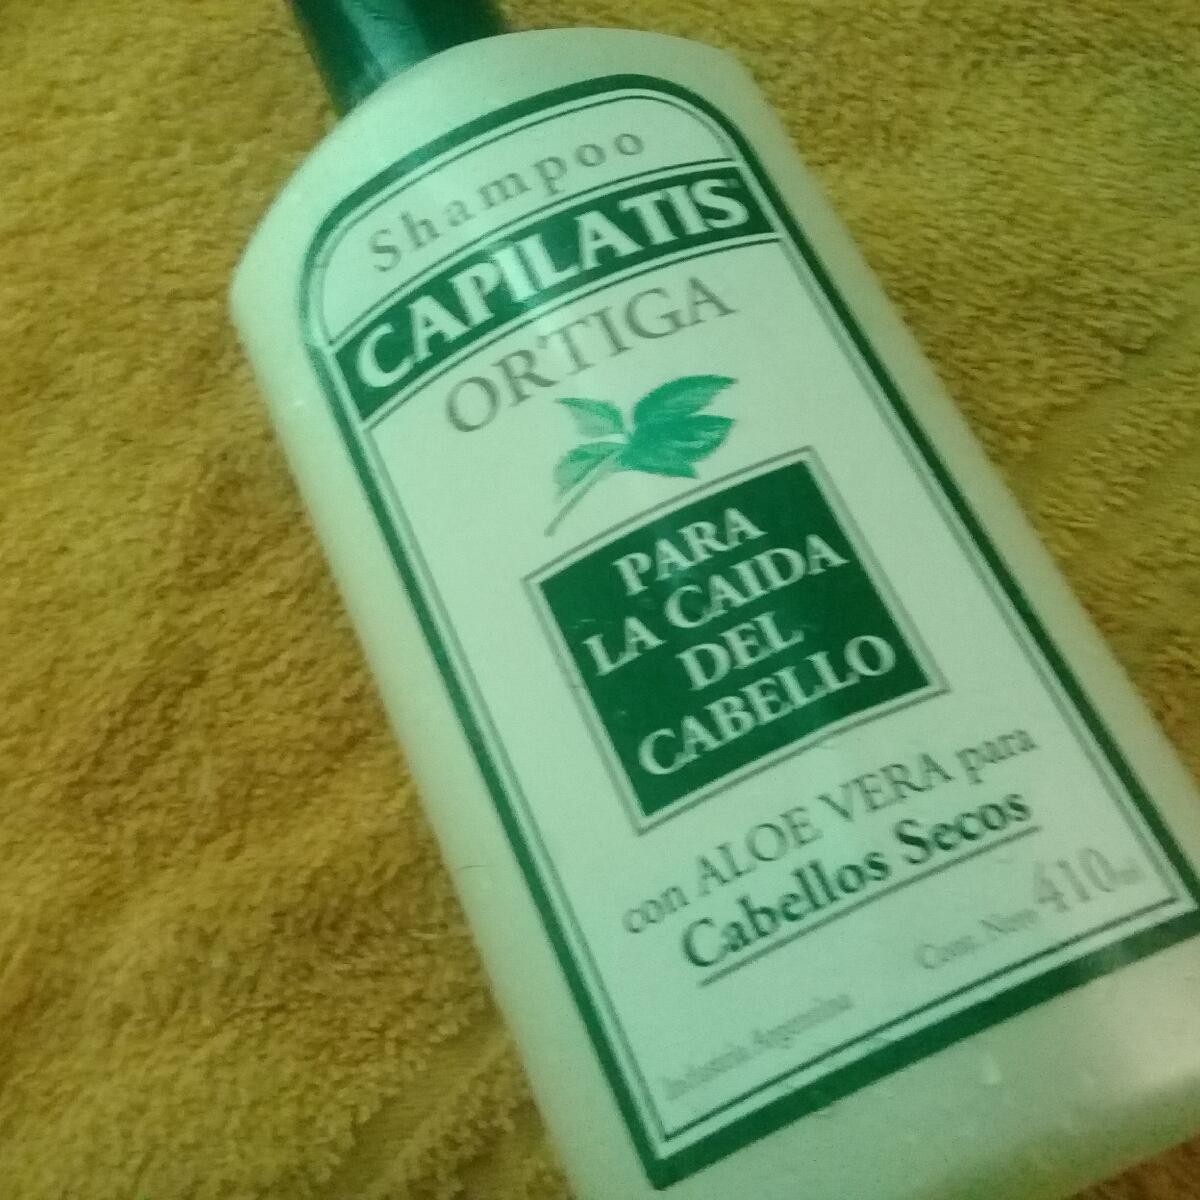 Shampoo
CAPILATIS
ORTIGA
PARA
LA CAIDA
DEL
CABELLO
con ALOE VERA para
Cabellos Secos
Cont. Neto 410 ml
Industria Argentina